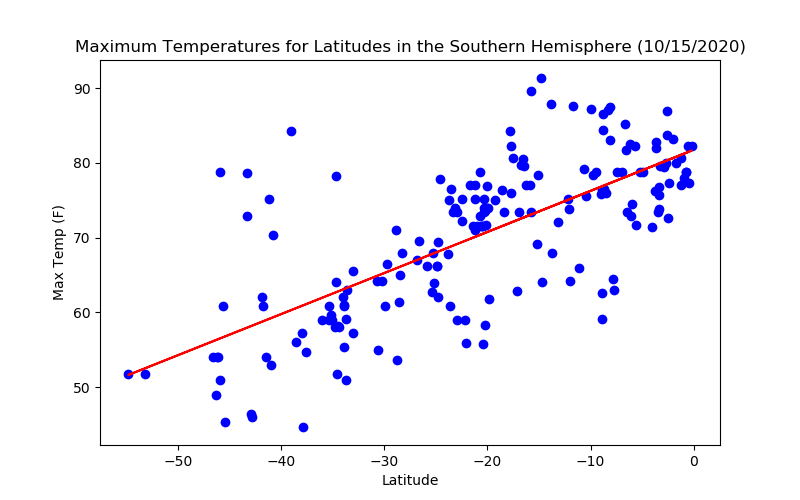 Maximum Temperatures for Latitudes in the Southern Hemisphere (10/15/2020)
90
80
70
60
50
Max Temp (F)
−50 −40 −30 −20 −10 0
Latitude